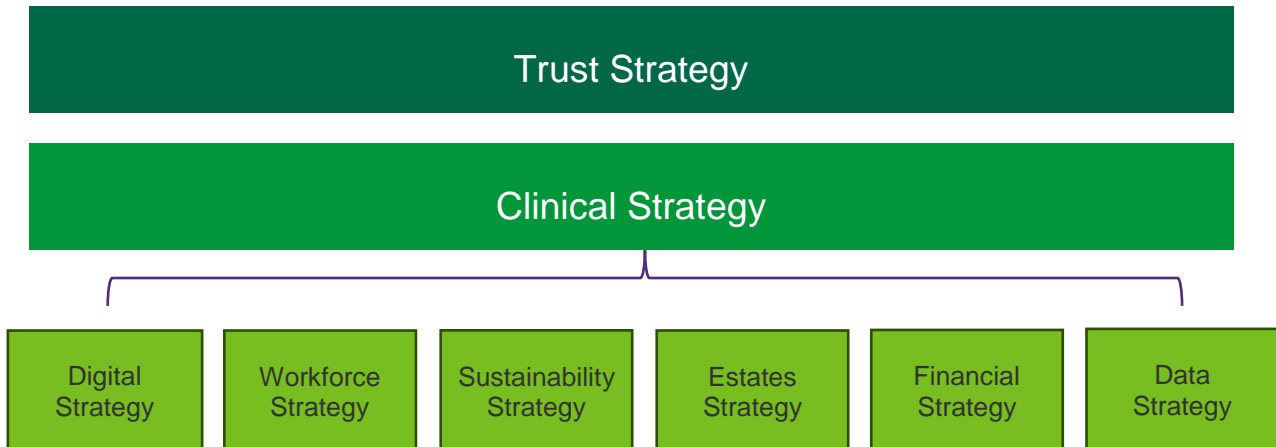 Trust Strategy
Clinical Strategy
Digital
Strategy
Workforce
Strategy
Sustainability
Strategy
Estates
Strategy
Financial
Strategy
Data
Strategy